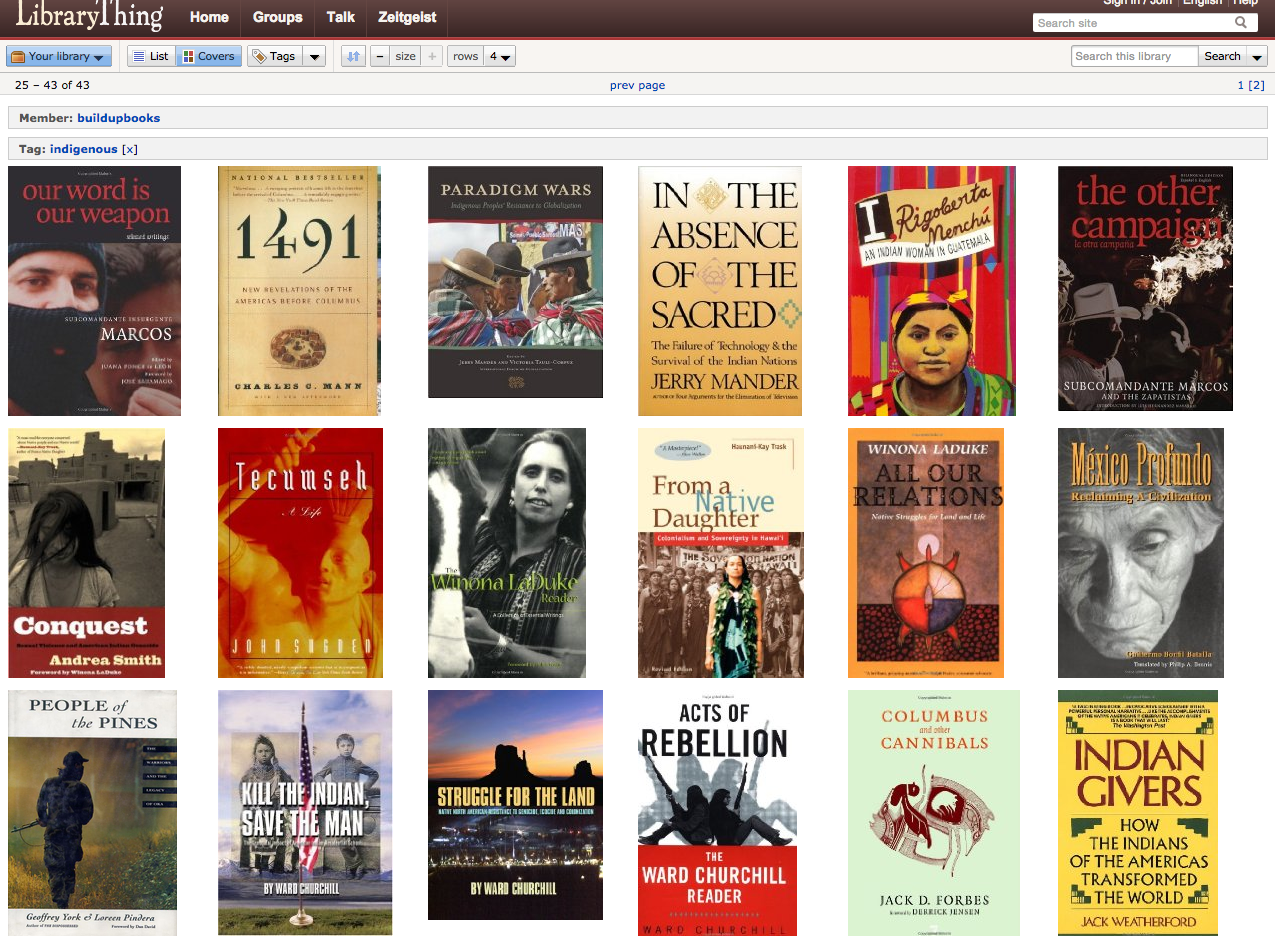 LibraryThing
Home Groups Talk Zeitgeist
Sign in / Join English Help
Search site
Your library List Covers Tags − size + rows 4
Search this library Search
25 – 43 of 43
prev page
1 [2]
Member: buildupbooks
Tag: indigenous [x]
our word is
our weapon
SUBCOMANDANTE INSURGENTE
MARCOS
Edited by
JUANA PONCE DE LEÓN
Foreword by
JOSÉ SARAMAGO
NATIONAL BESTSELLER
1491
NEW REVELATIONS OF THE
AMERICAS BEFORE COLUMBUS
CHARLES C. MANN
PARADIGM WARS
Indigenous Peoples' Resistance to Globalization
JERRY MANDER AND VICTORIA TAULI-CORPUZ
IN THE
ABSENCE
OF THE
SACRED
The Failure of Technology & the
Survival of the Indian Nations
JERRY MANDER
AUTHOR OF Four Arguments for the Elimination of Television
I, Rigoberta
Menchú
AN INDIAN WOMAN IN GUATEMALA
the other
campaign
la otra campaña
SUBCOMANDANTE MARCOS
AND THE ZAPATISTAS
Conquest
Sexual Violence and American Indian Genocide
Andrea Smith
Foreword by Winona LaDuke
Tecumseh
A Life
JOHN SUGDEN
The
Winona LaDuke
Reader
A Collection of Essential Writings
"A Masterpiece!"
Haunani-Kay Trask
From a
Native
Daughter
Colonialism and Sovereignty in Hawai'i
Revised Edition
WINONA LADUKE
ALL OUR
RELATIONS
Native Struggles for Land and Life
México Profundo
Reclaiming A Civilization
Guillermo Bonfil Batalla
Translated by Philip A. Dennis
PEOPLE of
the PINES
THE
WARRIORS
AND THE
LEGACY
OF OKA
Geoffrey York & Loreen Pindera
KILL THE INDIAN,
SAVE THE MAN
BY WARD CHURCHILL
STRUGGLE FOR THE LAND
NATIVE NORTH AMERICAN RESISTANCE TO GENOCIDE, ECOCIDE AND COLONIZATION
BY WARD CHURCHILL
ACTS OF
REBELLION
THE
WARD CHURCHILL
READER
WARD CHURCHILL
COLUMBUS
and other
CANNIBALS
JACK D. FORBES
Foreword by DERRICK JENSEN
The Washington Post
INDIAN
GIVERS
HOW
THE INDIANS
OF THE AMERICAS
TRANSFORMED
THE WORLD
JACK WEATHERFORD